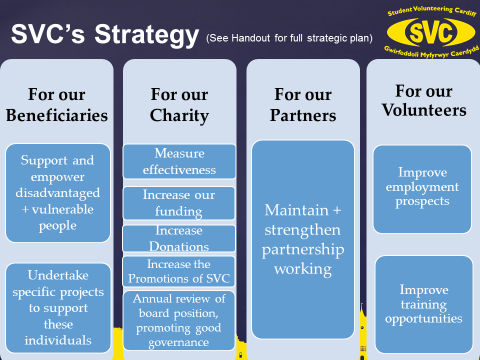 SVC's Strategy (See Handout for full strategic plan)
Student Volunteering Cardiff
SVC
Gwirfoddoli Myfyrwyr Caerdydd
For our
Beneficiaries
Support and
empower
disadvantaged
+ vulnerable
people
Undertake
specific projects
to support
these
individuals
For our
Charity
Measure
effectiveness
Increase our
funding
Increase
Donations
Increase the
Promotions of SVC
Annual review of
board position,
promoting good
governance
For our
Partners
Maintain +
strengthen
partnership
working
For our
Volunteers
Improve
employment
prospects
Improve
training
opportunities